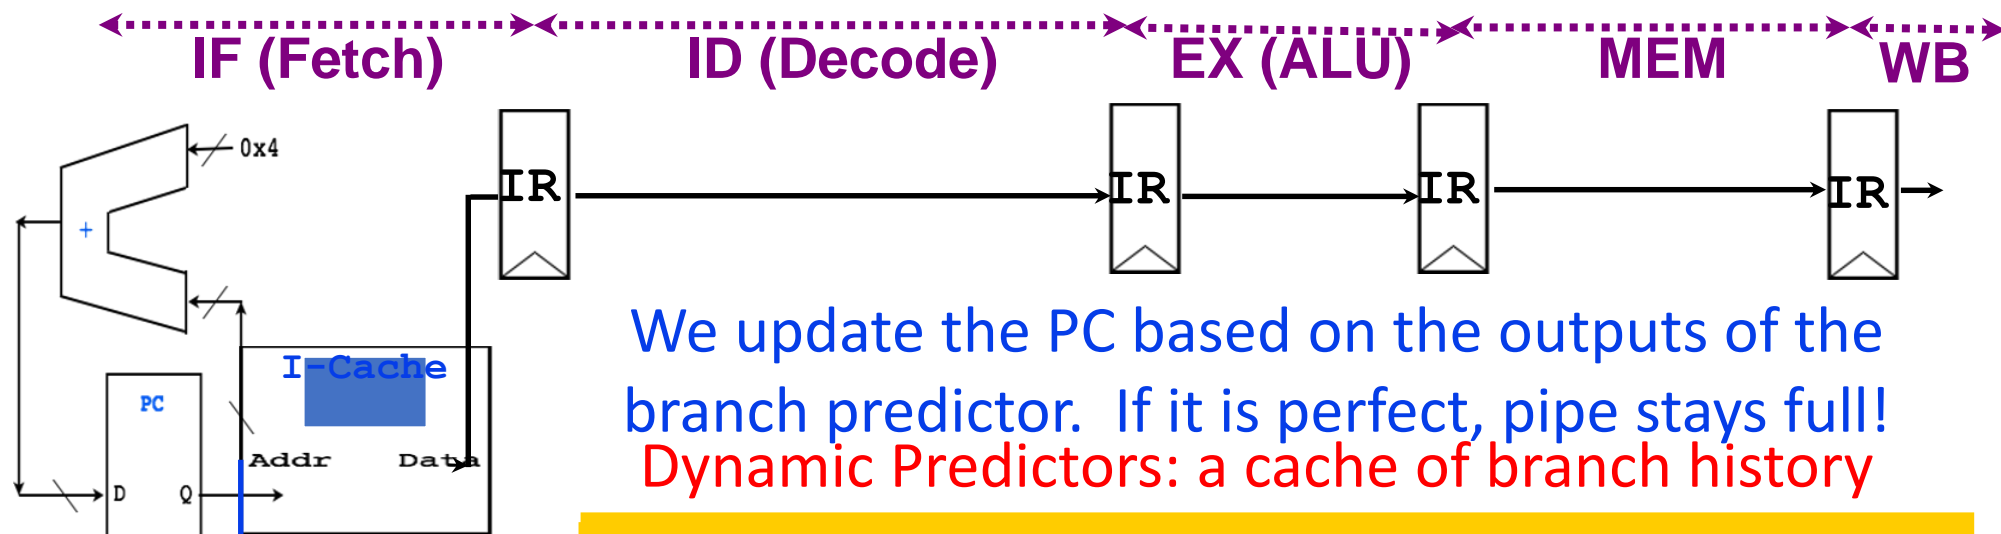 IF (Fetch) ID (Decode) EX (ALU) MEM WB
0x4
IR IR IR IR
+
We update the PC based on the outputs of the
I-Cache
PC
branch predictor. If it is perfect, pipe stays full!
Addr Data
Dynamic Predictors: a cache of branch history
D Q